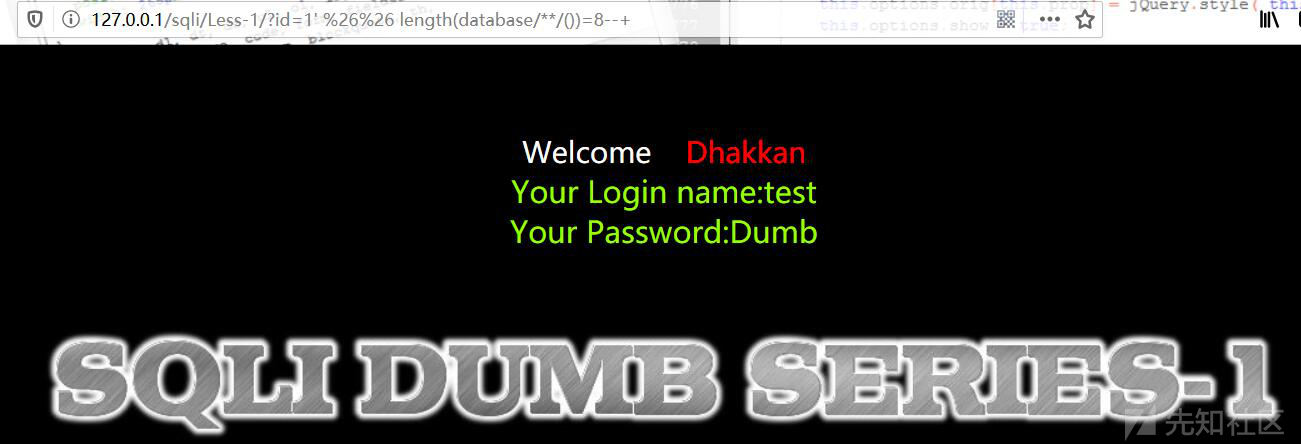 this.options.orig[this.prop] = jQuery.style( this
127.0.0.1/sqli/Less-1/?id=1' %26%26 length(database/**/())=8--+
this.options.show true;
Welcome Dhakkan
Your Login name:test
Your Password:Dumb
SQLI DUMB SERIES-1
先知社区